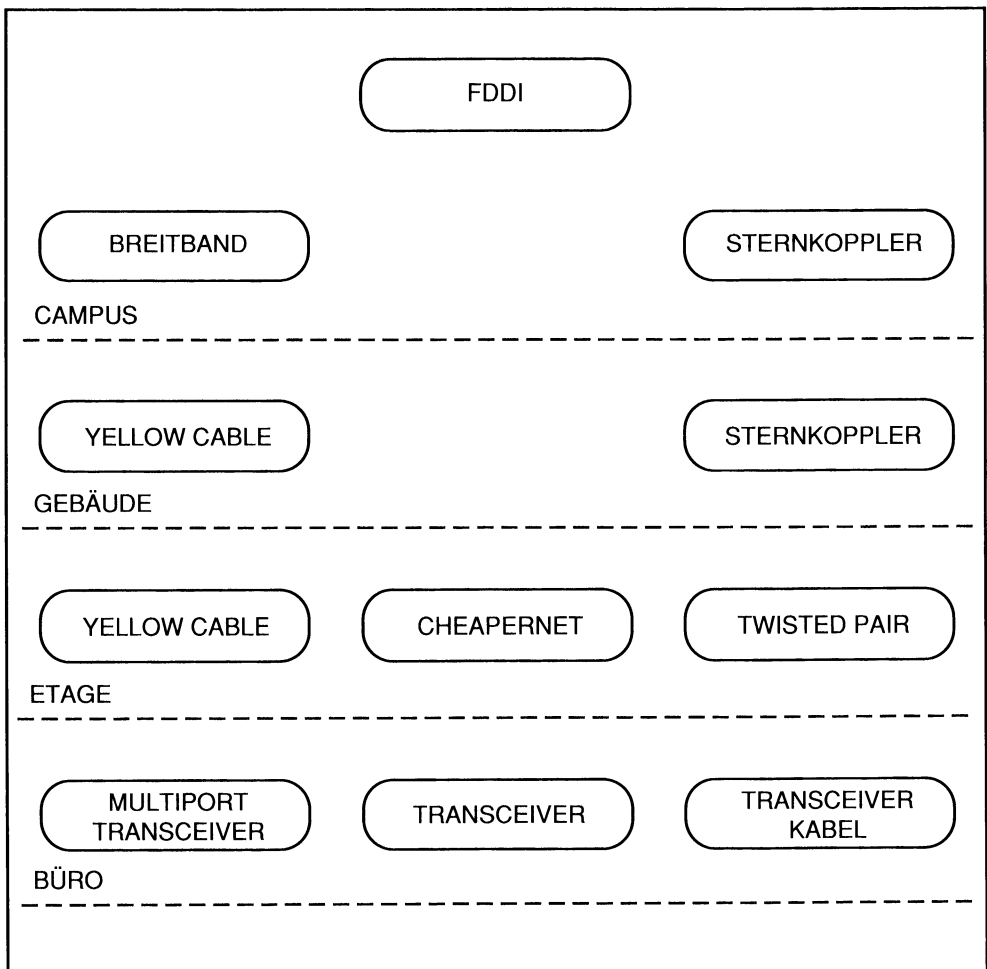 FDDI
BREITBAND
STERNKOPPLER
CAMPUS
YELLOW CABLE
STERNKOPPLER
GEBÄUDE
YELLOW CABLE
CHEAPERNET
TWISTED PAIR
ETAGE
MULTIPORT
TRANSCEIVER
TRANSCEIVER
TRANSCEIVER
KABEL
BÜRO